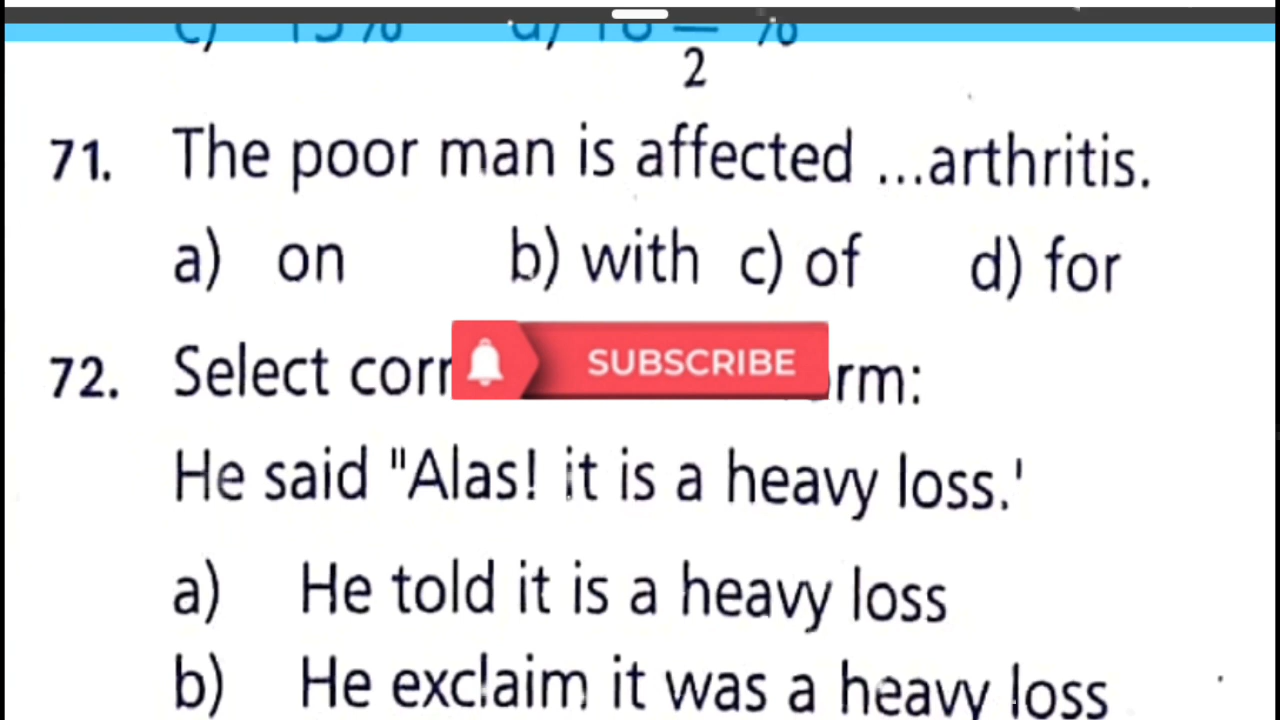 2
71. The poor man is affected ...arthritis.
a) on b) with c) of d) for
72. Select rm:
SUBSCRIBE
He said "Alas! it is a heavy loss.'
a) He told it is a heavy loss
b) He exclaim it was a heavy loss